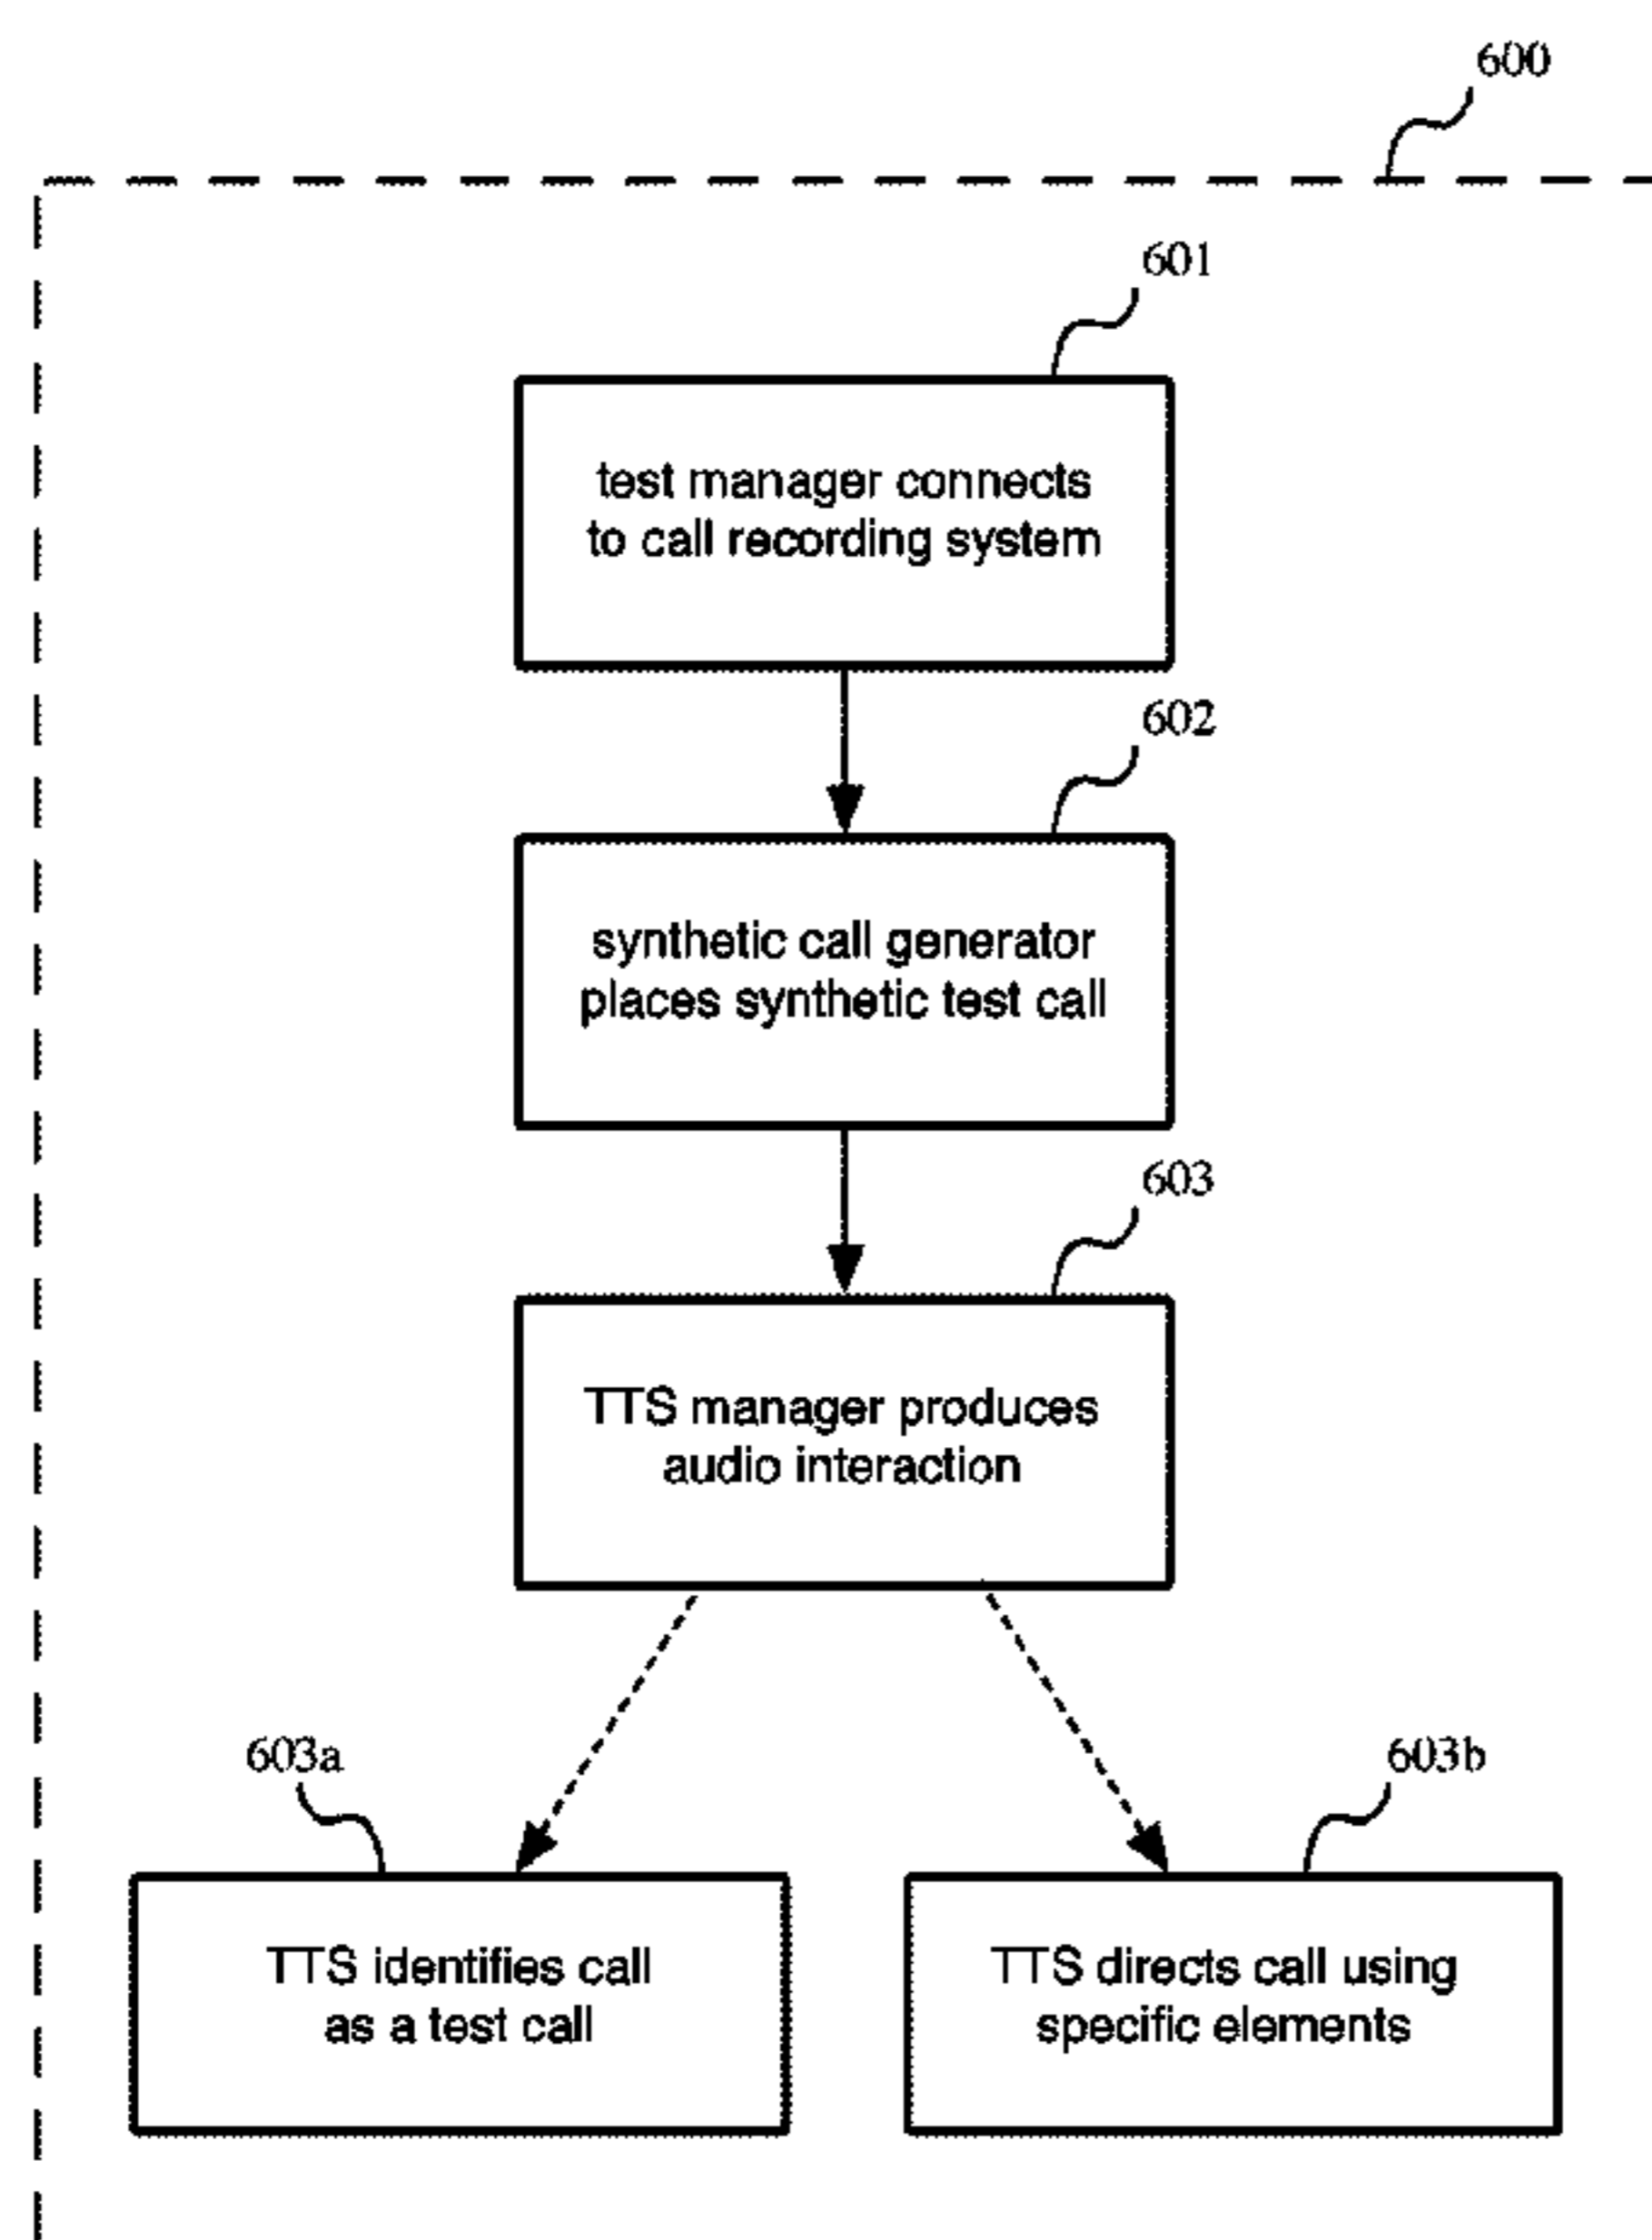 600
601
test manager connects
to call recording system
602
synthetic call generator
places synthetic test call
603
TTS manager produces
audio interaction
603a
603b
TTS identifies call
as a test call
TTS directs call using
specific elements